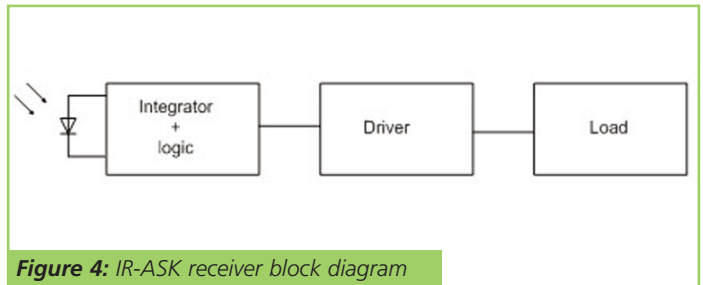 Integrator
+
logic
Driver
Load
Figure 4: IR-ASK receiver block diagram